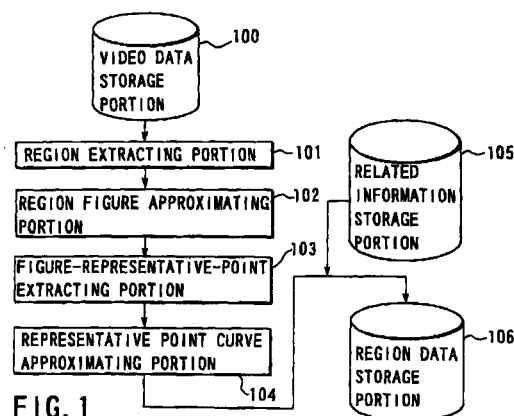 VIDEO DATA
STORAGE
PORTION
100
REGION EXTRACTING PORTION
101
REGION FIGURE APPROXIMATING
PORTION
102
FIGURE-REPRESENTATIVE-POINT
EXTRACTING PORTION
103
REPRESENTATIVE POINT CURVE
APPROXIMATING PORTION
104
RELATED
INFORMATION
STORAGE
PORTION
105
REGION DATA
STORAGE
PORTION
106
FIG. 1